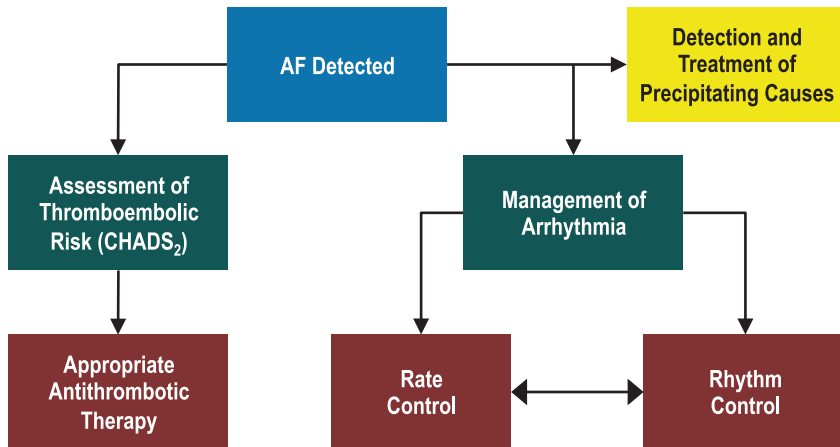 AF Detected
Detection and
Treatment of
Precipitating Causes
Assessment of
Thromboembolic
Risk (CHADS₂)
Management of
Arrhythmia
Appropriate
Antithrombotic
Therapy
Rate
Control
Rhythm
Control